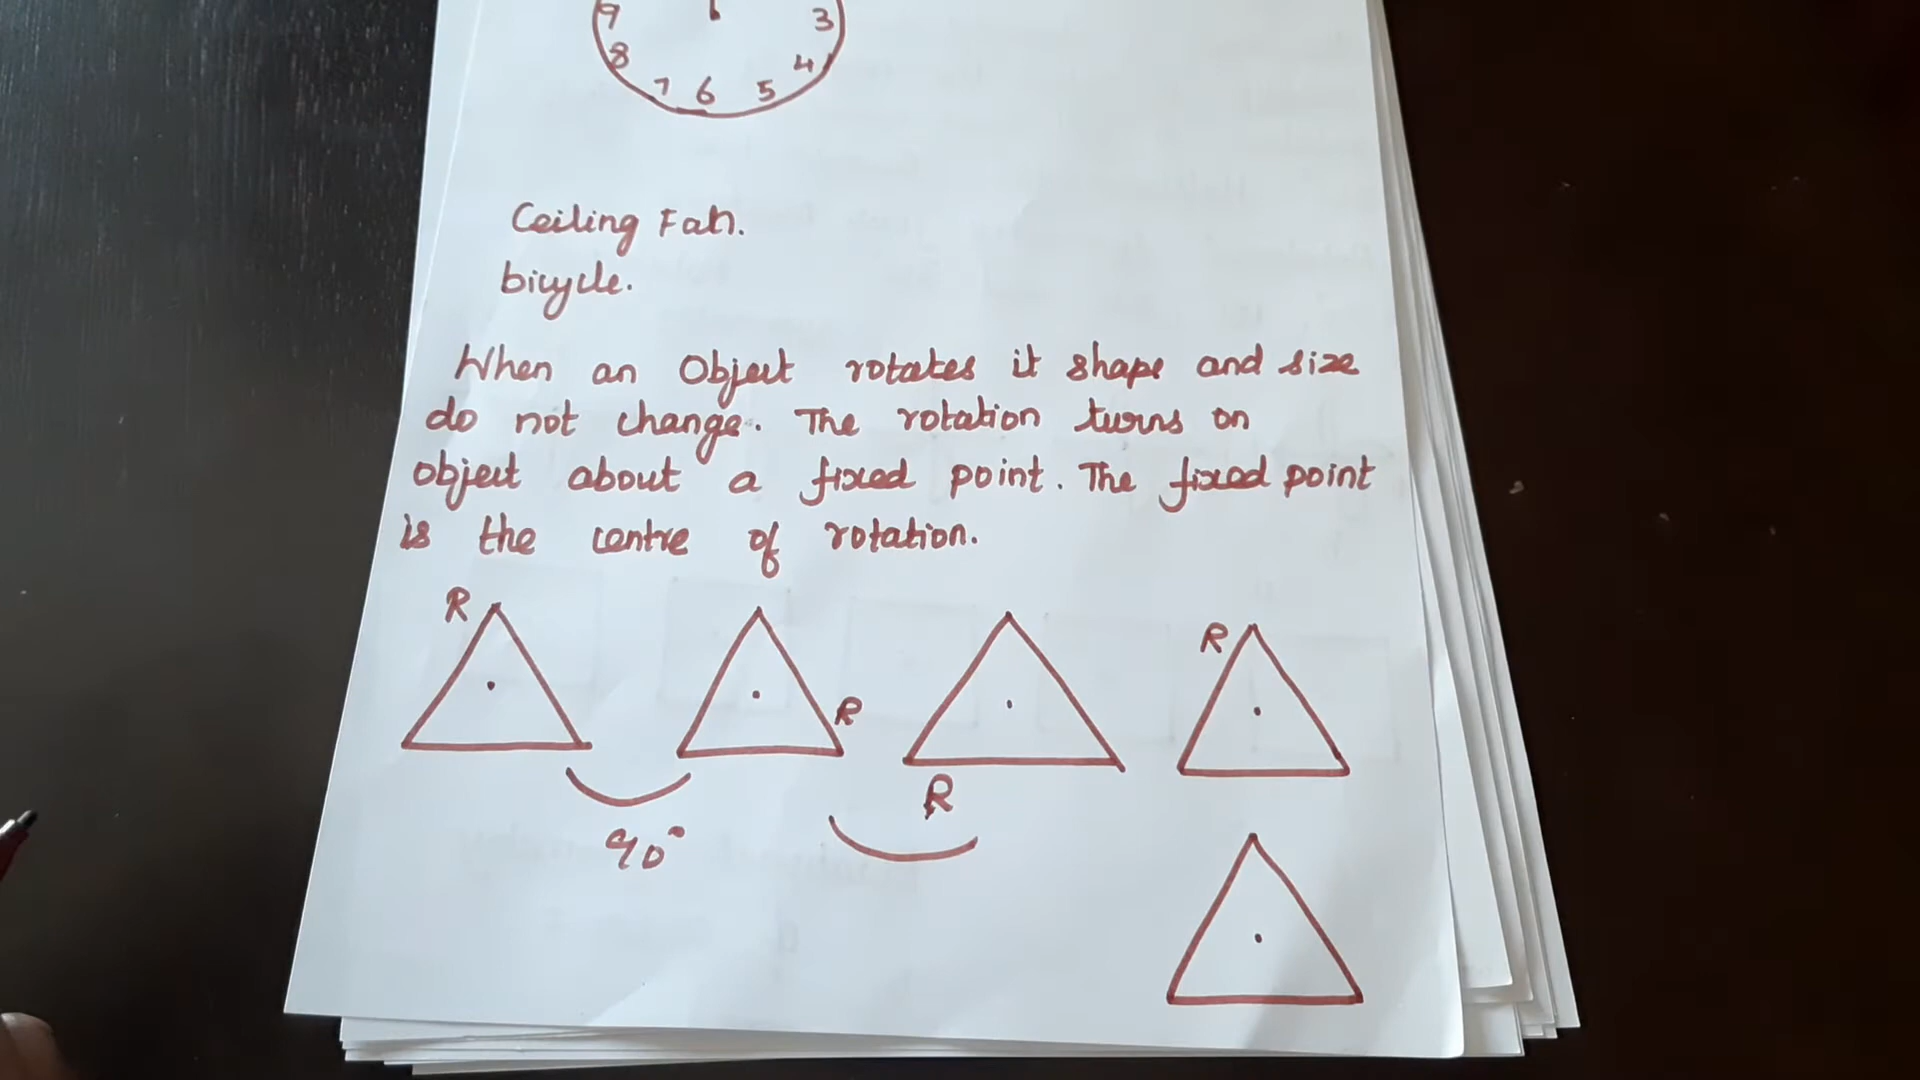 9 3
8 4
7 6 5
Ceiling Fan.
bicycle.
When an Object rotates it shape and size
do not change. The rotation turns on
object about a fixed point. The fixed point
is the centre of rotation.
R R
R
R
90°